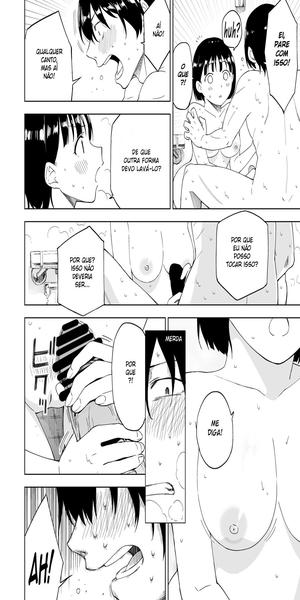 EI,
PARE
COM
ISSO!
huh?
O QUE
?!
AÍ
NÃO!
QUALQUER
CANTO,
MAS AÍ
NÃO!
DE QUE
OUTRA FORMA
DEVO LAVÁ-LO?
POR QUE
EU NÃO
POSSO
TOCAR ISSO?
POR QUE?
ISSO NÃO
DEVERIA
SER...
ME
DIGA!
MERDA
POR
QUE
?!
AH!